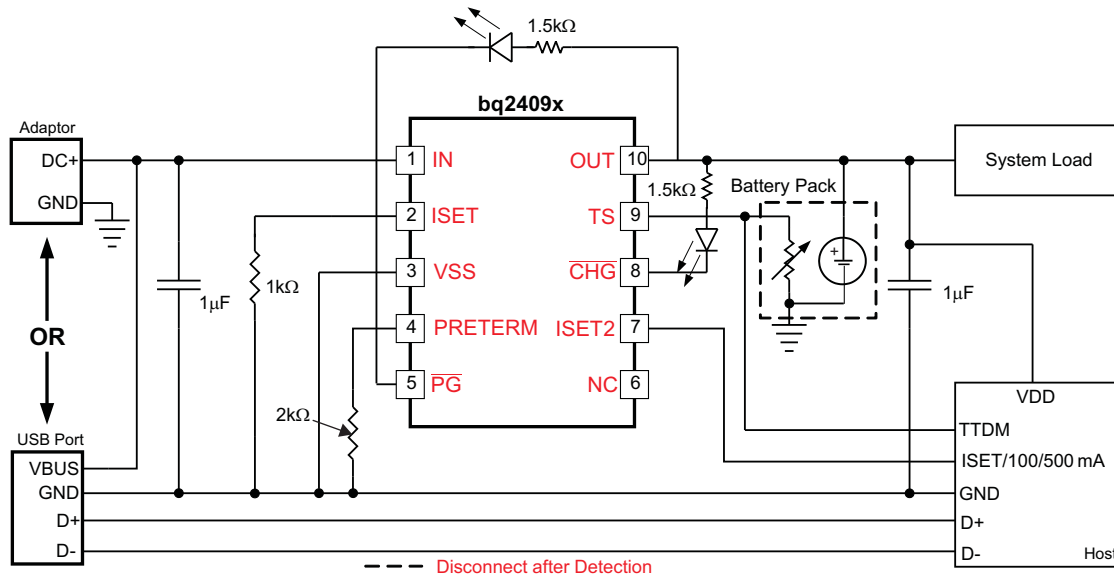 1.5kΩ
bq2409x
Adaptor
DC+
GND
1 IN
OUT 10
System Load
1.5kΩ
Battery Pack
2 ISET
TS 9
3 VSS
CHG 8
+
1kΩ
1μF
1μF
OR
4 PRETERM
ISET2 7
5 PG
NC 6
2kΩ
VDD
TTDM
ISET/100/500 mA
GND
D+
D-
Host
USB Port
VBUS
GND
D+
D-
Disconnect after Detection